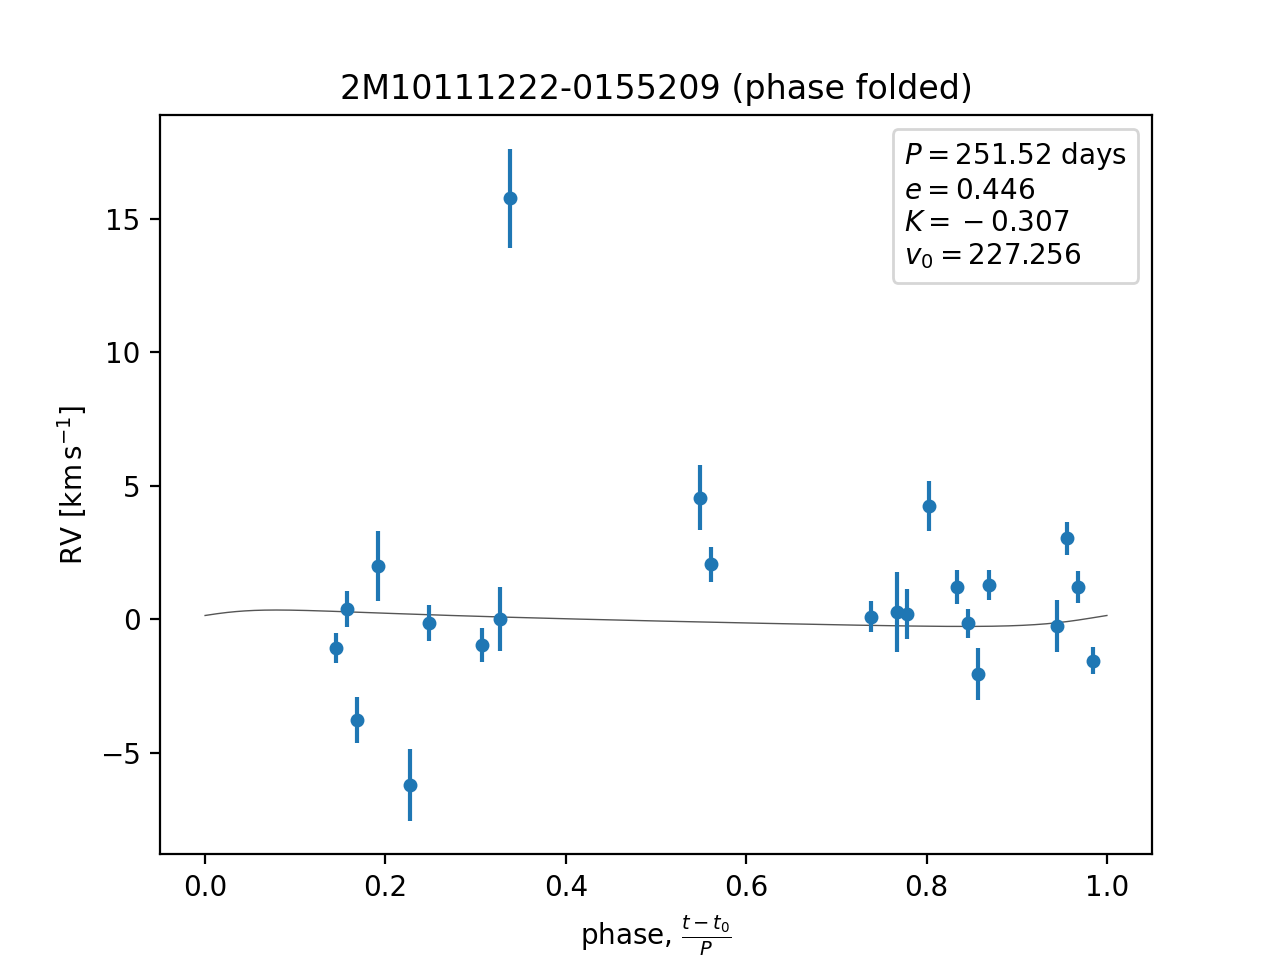 2M10111222-0155209 (phase folded)
P = 251.52 days
e = 0.446
K = −0.307
v₀ = 227.256
15
10
5
0
−5
RV [km s⁻¹]
0.0 0.2 0.4 0.6 0.8 1.0
phase, (t − t₀)/P